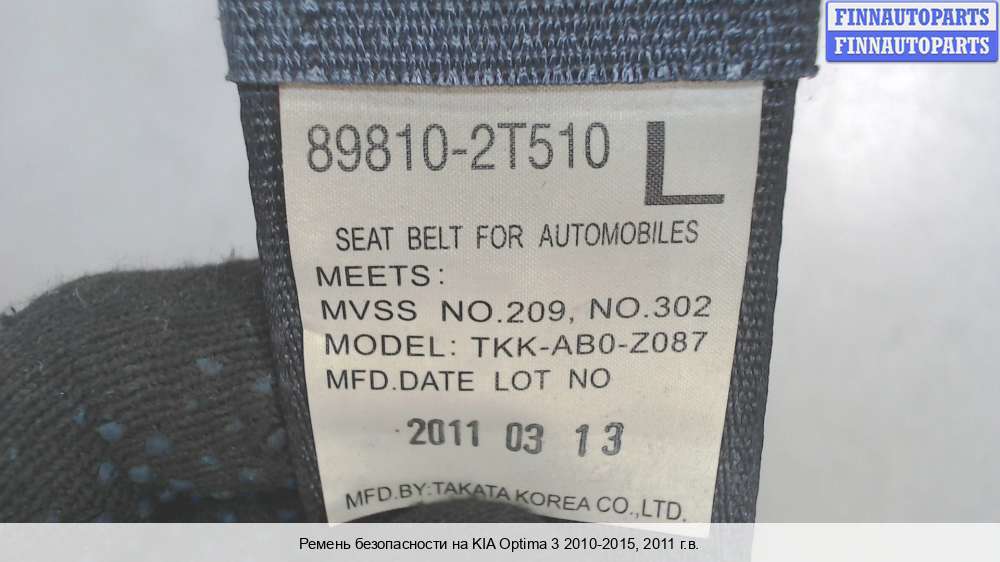 FINNAUTOPARTS
FINNAUTOPARTS
89810-2T510 L
SEAT BELT FOR AUTOMOBILES
MEETS:
MVSS NO.209, NO.302
MODEL: TKK-AB0-Z087
MFD.DATE LOT NO
2011 03 13
MFD.BY:TAKATA KOREA CO.,LTD.
Ремень безопасности на KIA Optima 3 2010-2015, 2011 г.в.